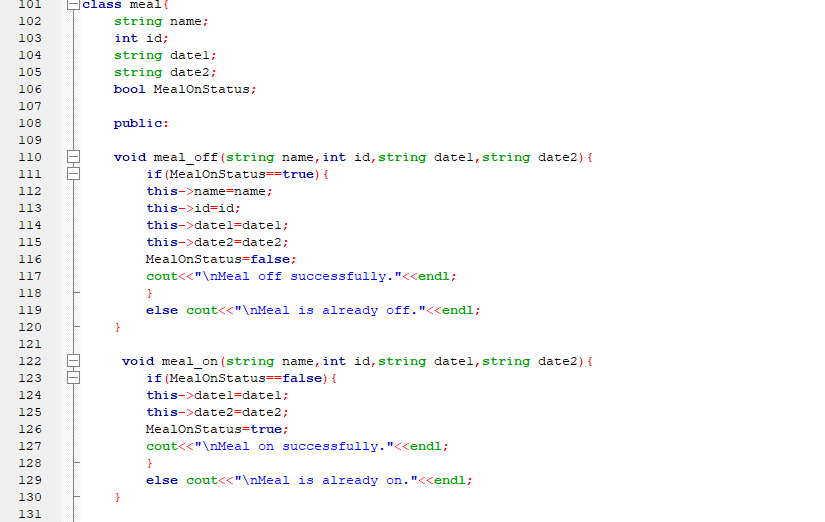 101 class meal{
102 string name;
103 int id;
104 string date1;
105 string date2;
106 bool MealOnStatus;
107
108 public:
109
110 void meal_off(string name,int id,string date1,string date2){
111 if(MealOnStatus==true){
112 this->name=name;
113 this->id=id;
114 this->date1=date1;
115 this->date2=date2;
116 MealOnStatus=false;
117 cout<<"\nMeal off successfully."<<endl;
118 }
119 else cout<<"\nMeal is already off."<<endl;
120 }
121
122 void meal_on(string name,int id,string date1,string date2){
123 if(MealOnStatus==false){
124 this->date1=date1;
125 this->date2=date2;
126 MealOnStatus=true;
127 cout<<"\nMeal on successfully."<<endl;
128 }
129 else cout<<"\nMeal is already on."<<endl;
130 }
131